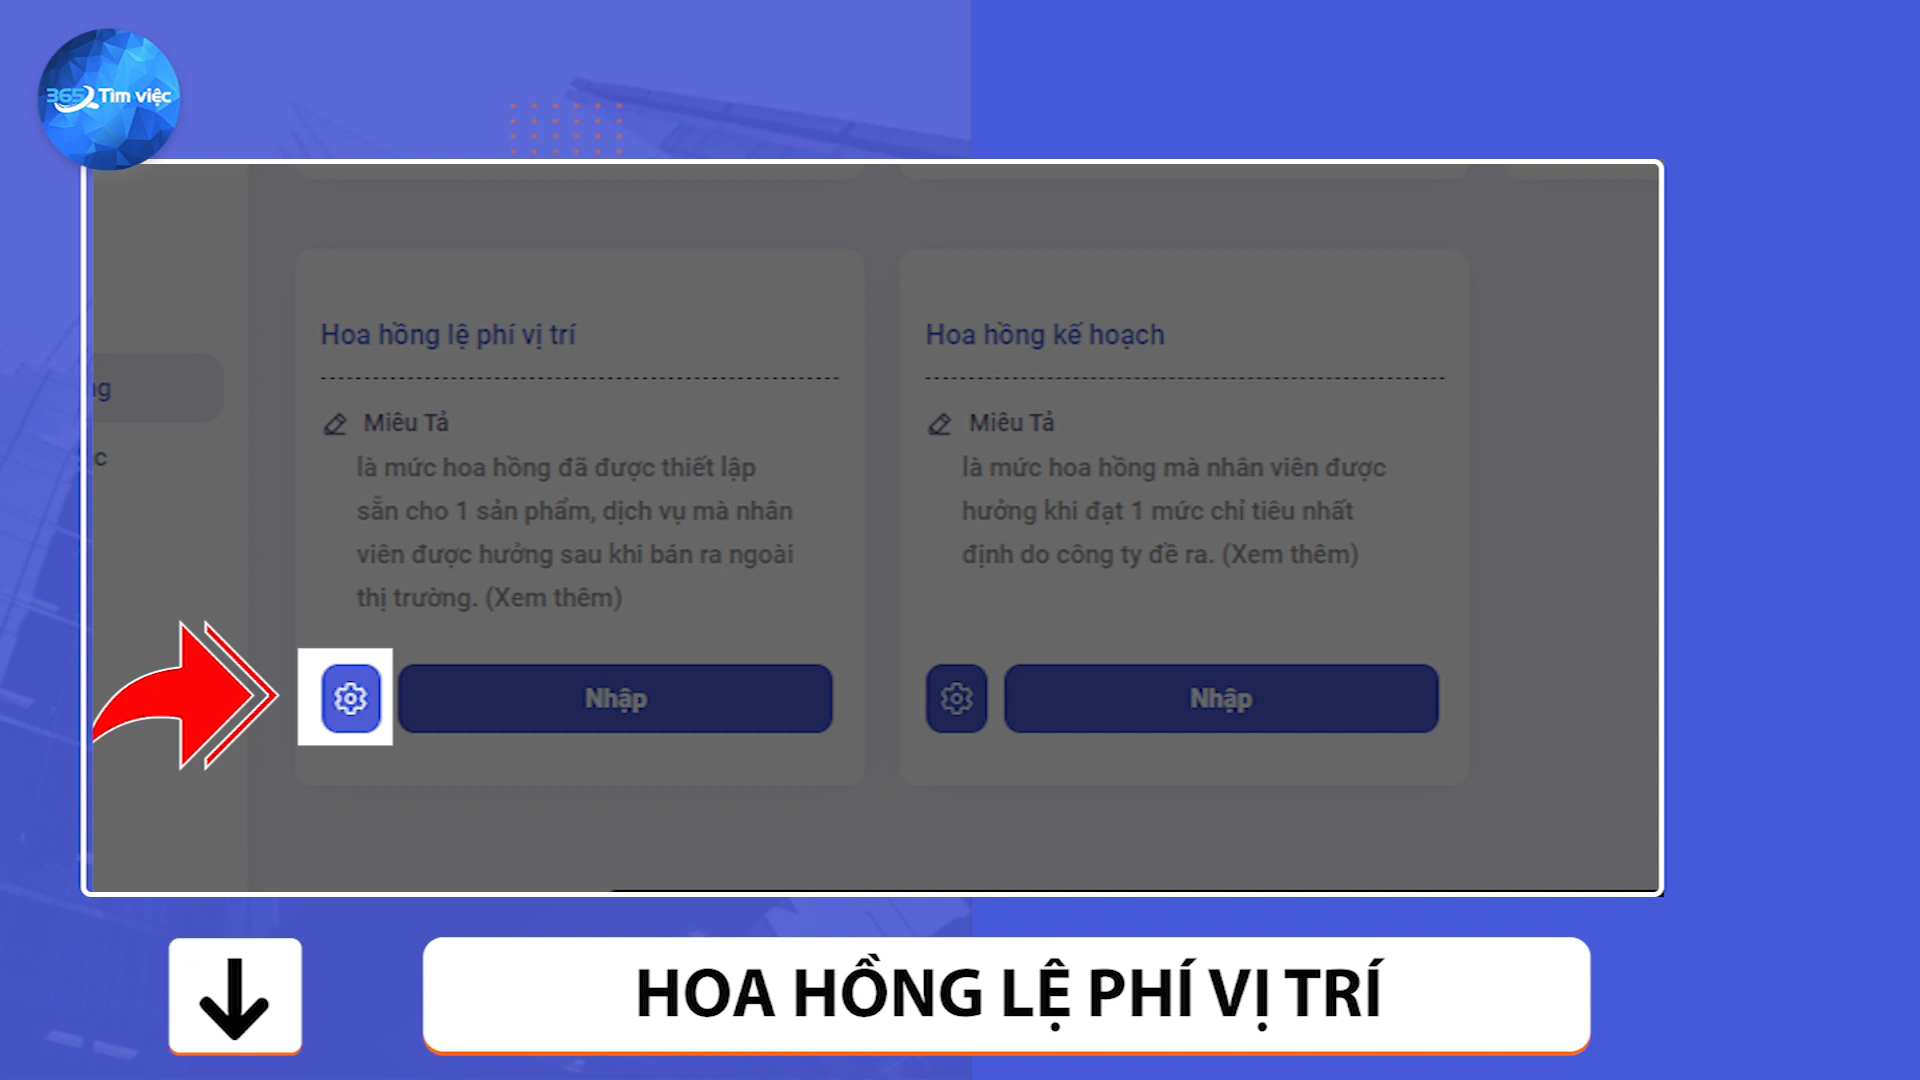 365 Tìm việc
Hoa hồng lệ phí vị trí
Miêu Tả
là mức hoa hồng đã được thiết lập
sẵn cho 1 sản phẩm, dịch vụ mà nhân
viên được hưởng sau khi bán ra ngoài
thị trường. (Xem thêm)
Nhập
Hoa hồng kế hoạch
Miêu Tả
là mức hoa hồng mà nhân viên được
hưởng khi đạt 1 mức chỉ tiêu nhất
định do công ty đề ra. (Xem thêm)
Nhập
HOA HỒNG LỆ PHÍ VỊ TRÍ